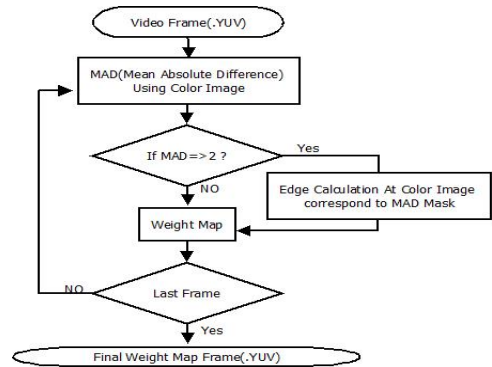 Video Frame(.YUV)
MAD(Mean Absolute Difference)
Using Color Image
If MAD=>2 ?
Yes
NO
Edge Calculation At Color Image
correspond to MAD Mask
Weight Map
NO
Last Frame
Yes
Final Weight Map Frame(.YUV)